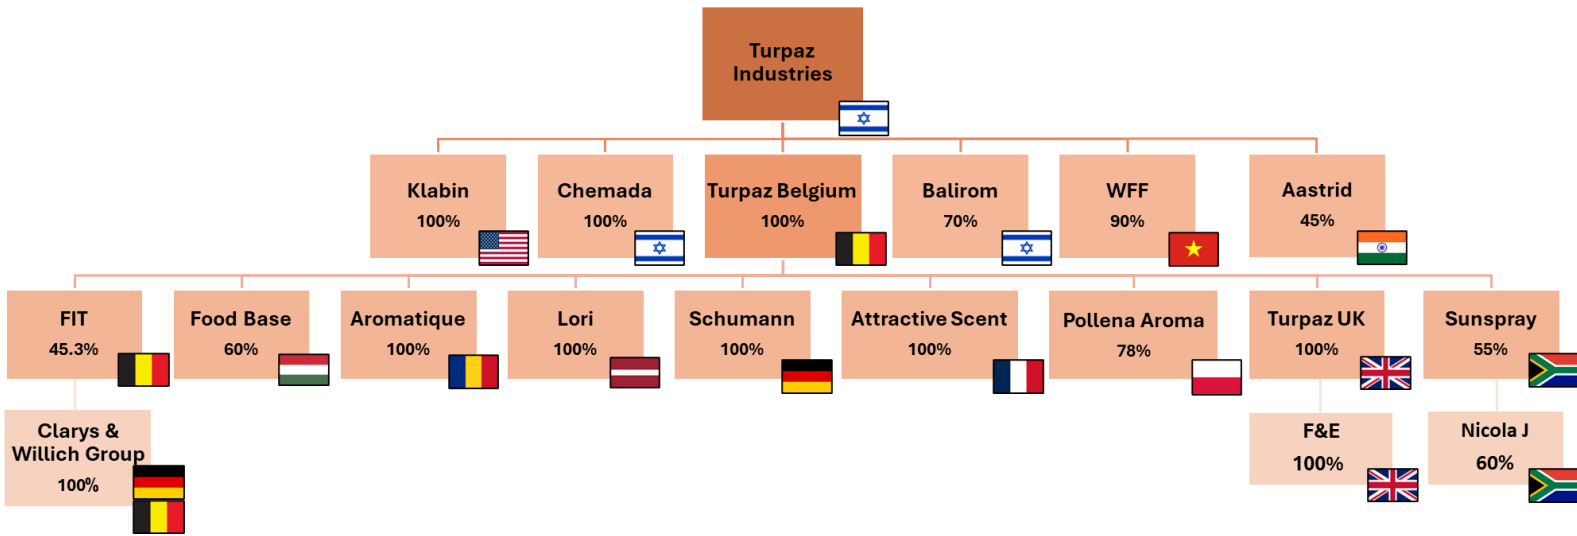 Turpaz
Industries
Klabin
100%
Chemada
100%
Turpaz Belgium
100%
Balirom
70%
WFF
90%
Aastrid
45%
FIT
45.3%
Food Base
60%
Aromatique
100%
Lori
100%
Schumann
100%
Attractive Scent
100%
Pollena Aroma
78%
Turpaz UK
100%
Sunspray
55%
Clarys &
Willich Group
100%
F&E
100%
Nicola J
60%